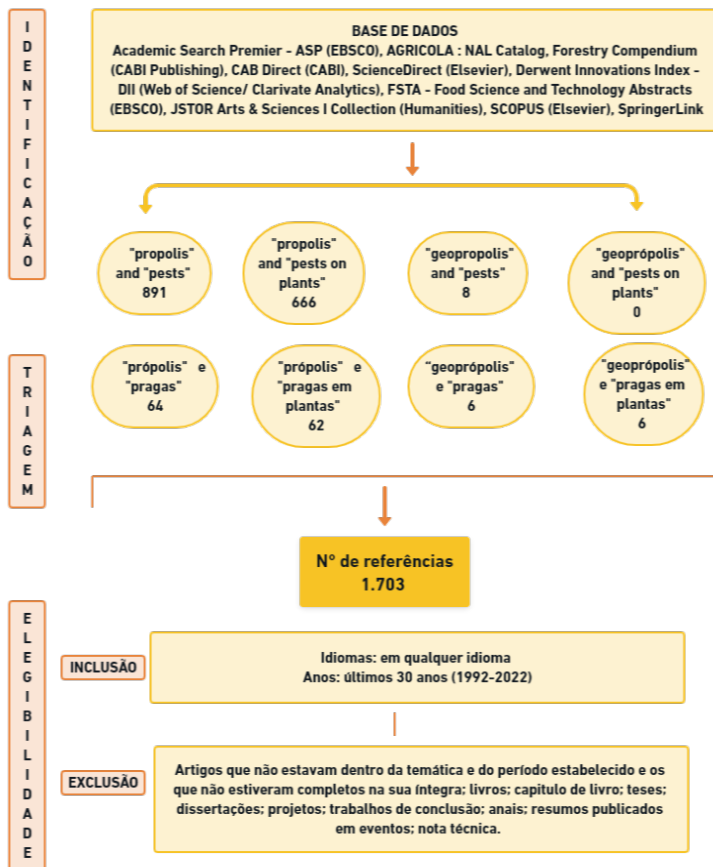 IDENTIFICAÇÃO
BASE DE DADOS
Academic Search Premier - ASP (EBSCO), AGRICOLA : NAL Catalog, Forestry Compendium
(CABI Publishing), CAB Direct (CABI), ScienceDirect (Elsevier), Derwent Innovations Index -
DII (Web of Science/ Clarivate Analytics), FSTA - Food Science and Technology Abstracts
(EBSCO), JSTOR Arts & Sciences I Collection (Humanities), SCOPUS (Elsevier), SpringerLink
"propolis"
and "pests"
891
"propolis"
and "pests on
plants"
666
"geopropolis"
and "pests"
8
"geoprópolis"
and "pests on
plants"
0
TRIAGEM
"própolis" e
"pragas"
64
"própolis" e
"pragas em
plantas"
62
"geoprópolis"
e "pragas"
6
"geoprópolis"
e "pragas em
plantas"
6
N° de referências
1.703
ELEGIBILIDADE
INCLUSÃO
Idiomas: em qualquer idioma
Anos: últimos 30 anos (1992-2022)
EXCLUSÃO
Artigos que não estavam dentro da temática e do período estabelecido e os
que não estiveram completos na sua íntegra; livros; capitulo de livro; teses;
dissertações; projetos; trabalhos de conclusão; anais; resumos publicados
em eventos; nota técnica.